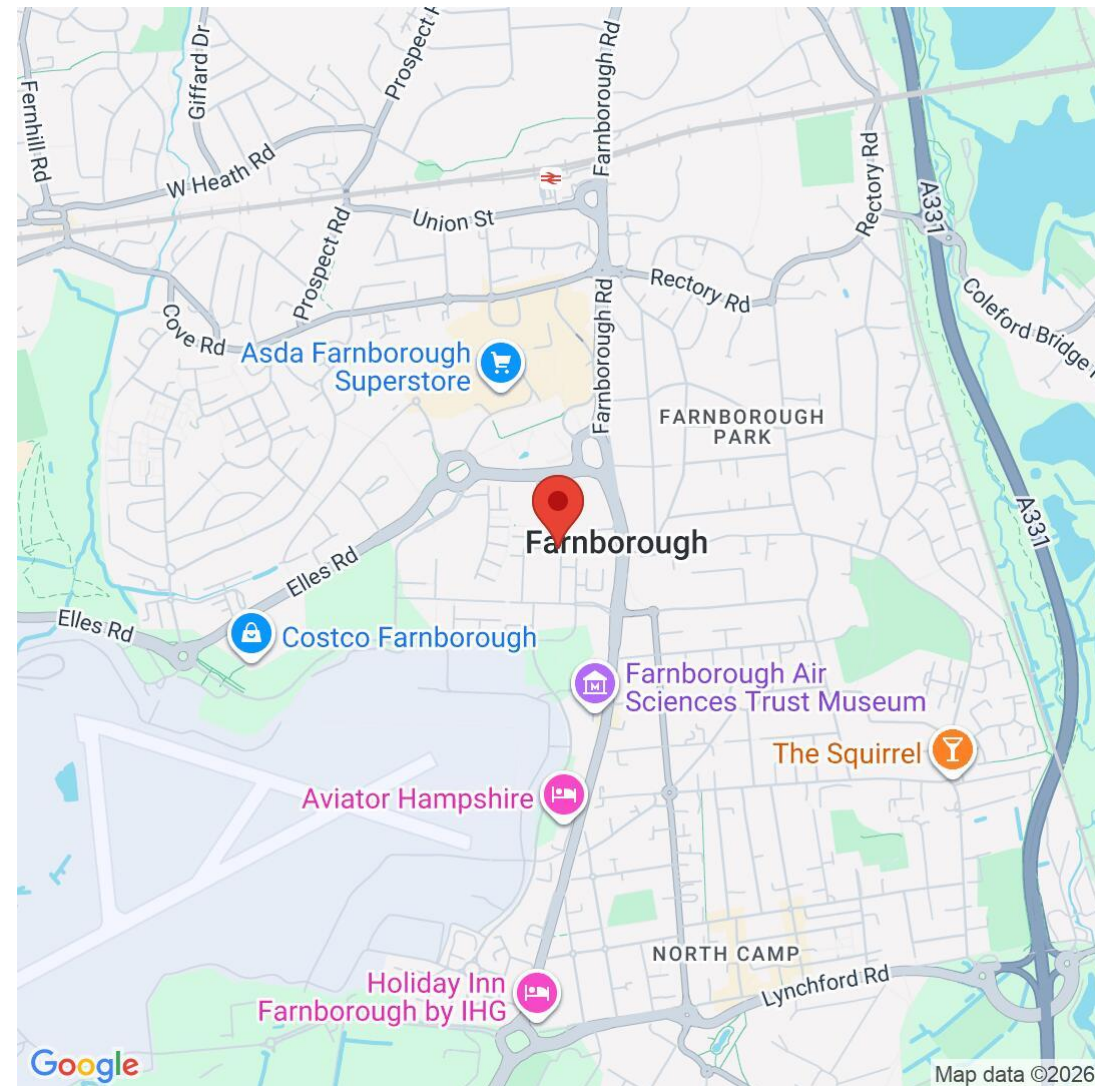 Giffard Dr
Prospect
Farnborough Rd
Fernhill Rd
W Heath Rd
Union St
Prospect Rd
Farnborough Rd
Rectory Rd
Rectory Rd
A331
Coleford Bridge
Cove Rd
Asda Farnborough
Superstore
FARNBOROUGH
PARK
A331
Farnborough
Elles Rd
Elles Rd
Costco Farnborough
Farnborough Air
Sciences Trust Museum
The Squirrel
Aviator Hampshire
NORTH CAMP
Lynchford Rd
Holiday Inn
Farnborough by IHG
Google
Map data ©2026